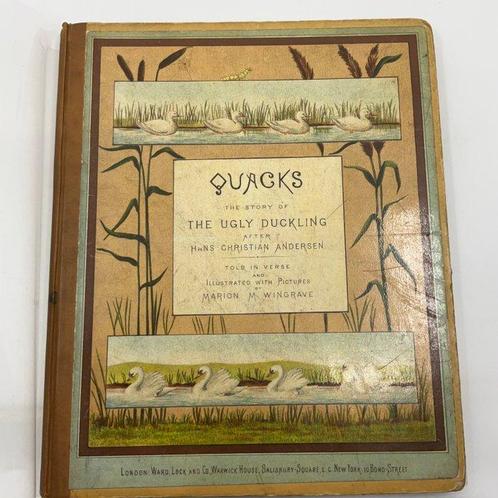 QUACKS
THE STORY OF
THE UGLY DUCKLING
AFTER
HANS CHRISTIAN ANDERSEN
TOLD IN VERSE
AND
ILLUSTRATED WITH PICTURES
BY
MARION M. WINGRAVE
LONDON: WARD, LOCK AND CO, WARWICK HOUSE, SALISBURY-SQUARE, E.C. NEW YORK, 10 BOND-STREET